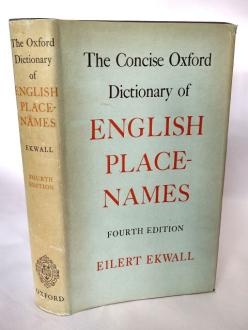 The Oxford
Dictionary
of
ENGLISH
PLACE-
NAMES
EKWALL
FOURTH
EDITION
OXFORD
The Concise Oxford
Dictionary of
ENGLISH
PLACE-
NAMES
FOURTH EDITION
EILERT EKWALL